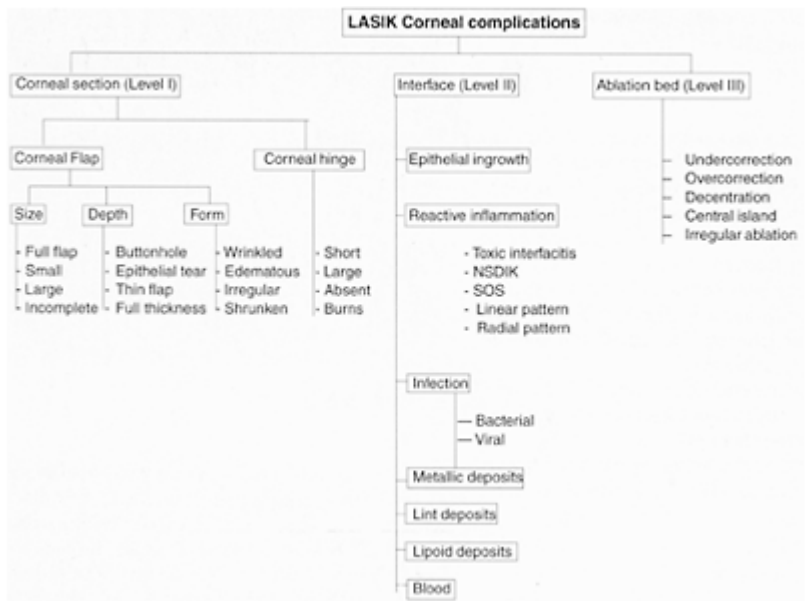 LASIK Corneal complications
Corneal section (Level I)
Interface (Level II)
Ablation bed (Level III)
Corneal Flap
Corneal hinge
Size
Depth
Form
- Full flap
- Small
- Large
- Incomplete
- Buttonhole
- Epithelial tear
- Thin flap
- Full thickness
- Wrinkled
- Edematous
- Irregular
- Shrunken
- Short
- Large
- Absent
- Burns
Epithelial ingrowth
Reactive inflammation
- Toxic interfacitis
- NSDIK
- SOS
- Linear pattern
- Radial pattern
Infection
Bacterial
Viral
Metallic deposits
Lint deposits
Lipoid deposits
Blood
Undercorrection
Overcorrection
Decentration
Central island
Irregular ablation